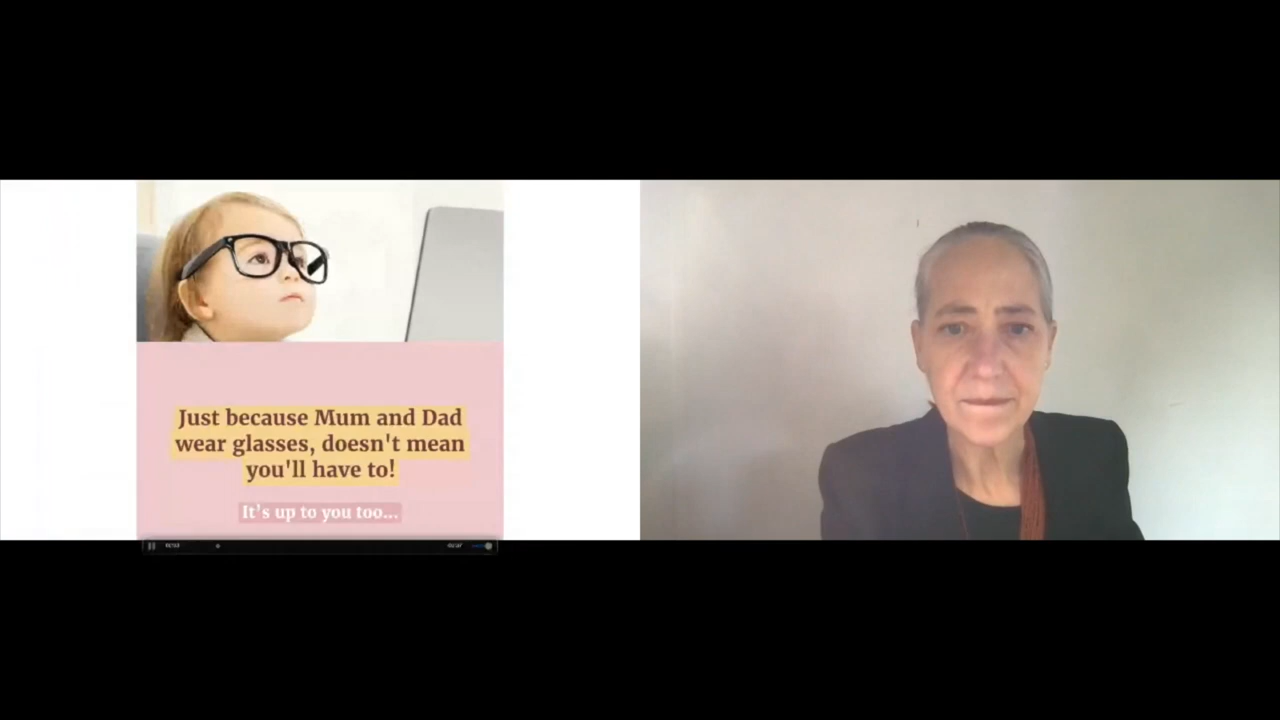 Just because Mum and Dad
wear glasses, doesn't mean
you'll have to!
It's up to you too...